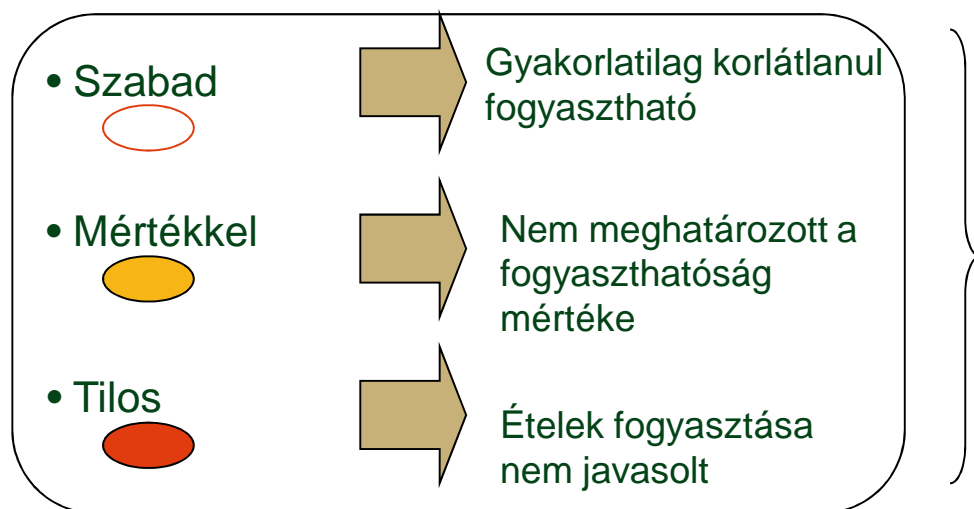 • Szabad
Gyakorlatilag korlátlanul
fogyasztható
• Mértékkel
Nem meghatározott a
fogyaszthatóság
mértéke
• Tilos
Ételek fogyasztása
nem javasolt